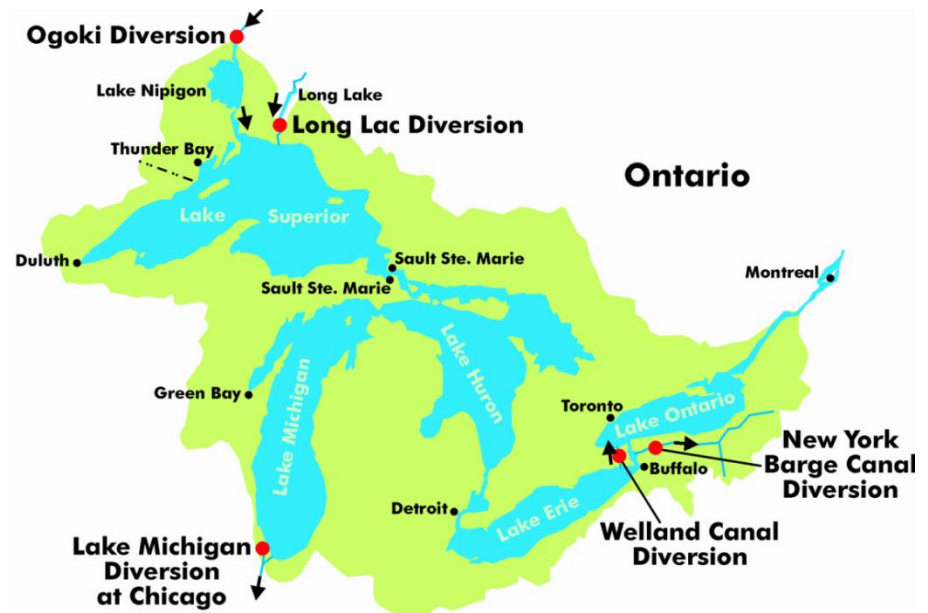 Ogoki Diversion
Lake Nipigon
Long Lake
Long Lac Diversion
Thunder Bay
Ontario
Lake Superior
Duluth
Sault Ste. Marie
Sault Ste. Marie
Montreal
Green Bay
Lake Michigan
Lake Huron
Toronto
Lake Ontario
New York
Barge Canal
Diversion
Buffalo
Detroit
Lake Erie
Welland Canal
Diversion
Lake Michigan
Diversion
at Chicago